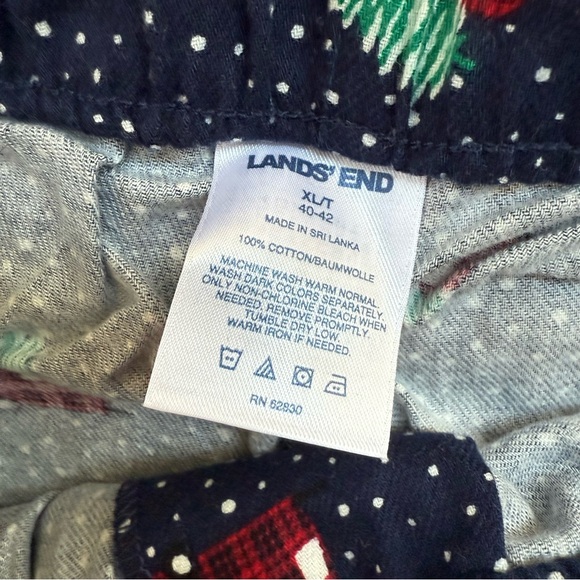 LANDS' END
XL/T
40-42
MADE IN SRI LANKA
100% COTTON/BAUMWOLLE
MACHINE WASH WARM NORMAL.
WASH DARK COLORS SEPARATELY.
ONLY NON-CHLORINE BLEACH WHEN
NEEDED. REMOVE PROMPTLY.
TUMBLE DRY LOW.
WARM IRON IF NEEDED.
RN 62830